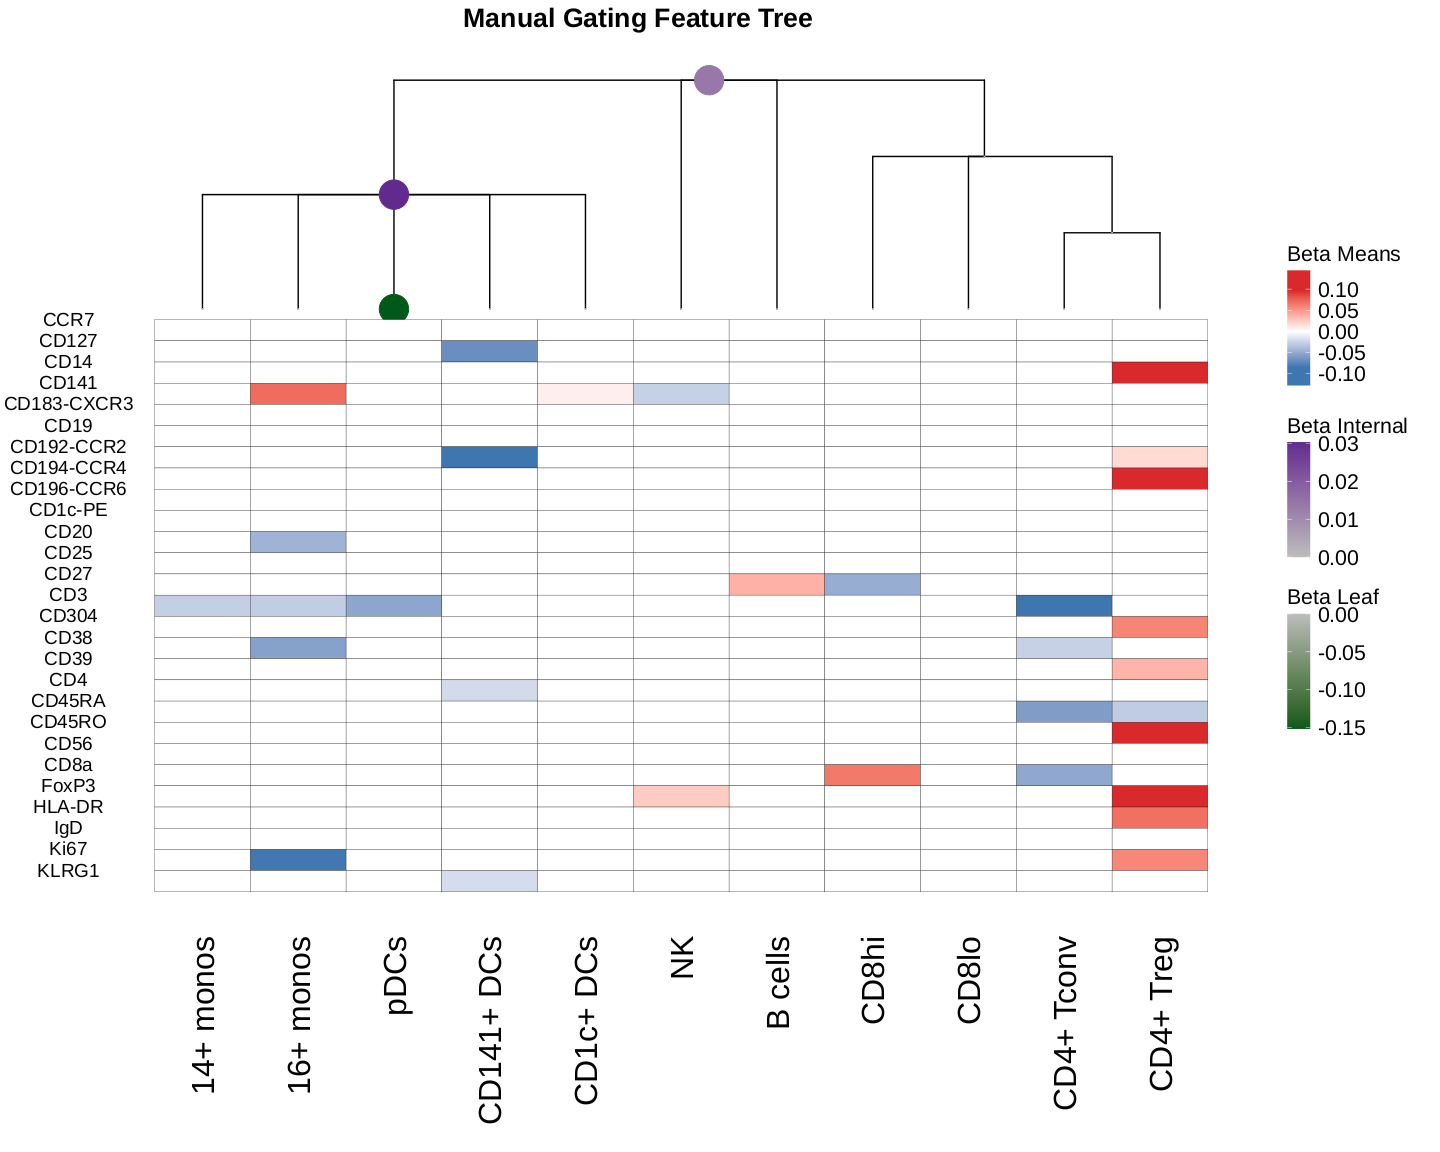 Manual Gating Feature Tree
CCR7
CD127
CD14
CD141
CD183-CXCR3
CD19
CD192-CCR2
CD194-CCR4
CD196-CCR6
CD1c-PE
CD20
CD25
CD27
CD3
CD304
CD38
CD39
CD4
CD45RA
CD45RO
CD56
CD8a
FoxP3
HLA-DR
IgD
Ki67
KLRG1
14+ monos
16+ monos
pDCs
CD141+ DCs
CD1c+ DCs
NK
B cells
CD8hi
CD8lo
CD4+ Tconv
CD4+ Treg
Beta Means
0.10
0.05
0.00
-0.05
-0.10
Beta Internal
0.03
0.02
0.01
0.00
Beta Leaf
0.00
-0.05
-0.10
-0.15